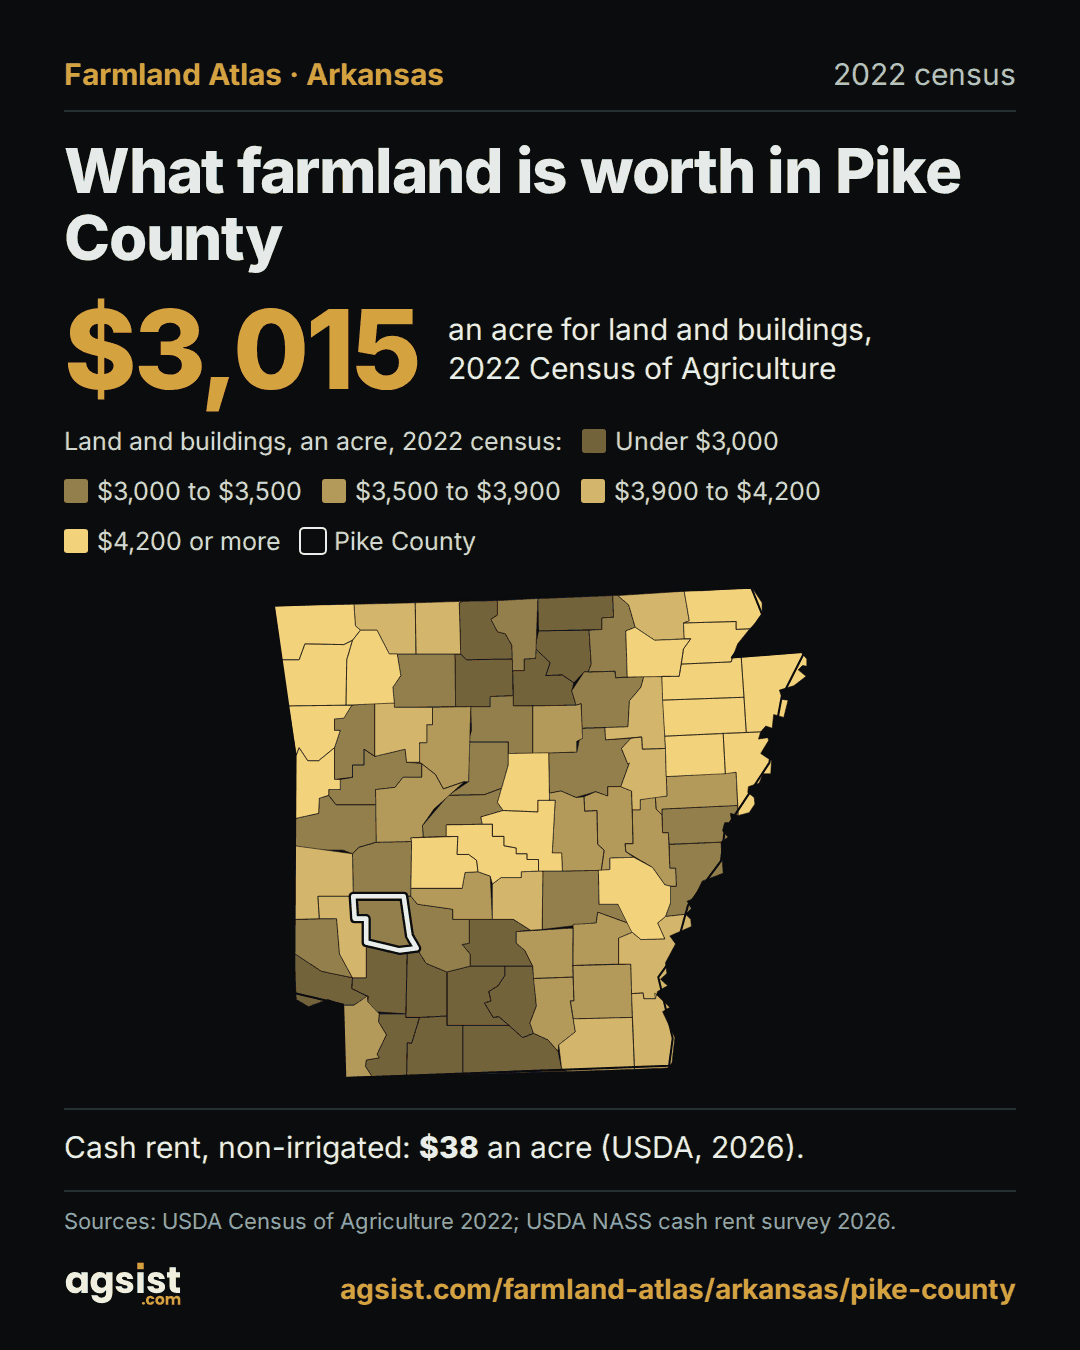 Farmland Atlas · Arkansas
2022 census
What farmland is worth in Pike
County
$3,015
an acre for land and buildings,
2022 Census of Agriculture
Land and buildings, an acre, 2022 census: Under $3,000
$3,000 to $3,500 $3,500 to $3,900 $3,900 to $4,200
$4,200 or more Pike County
Cash rent, non-irrigated: $38 an acre (USDA, 2026).
Sources: USDA Census of Agriculture 2022; USDA NASS cash rent survey 2026.
agsist
.com
agsist.com/farmland-atlas/arkansas/pike-county